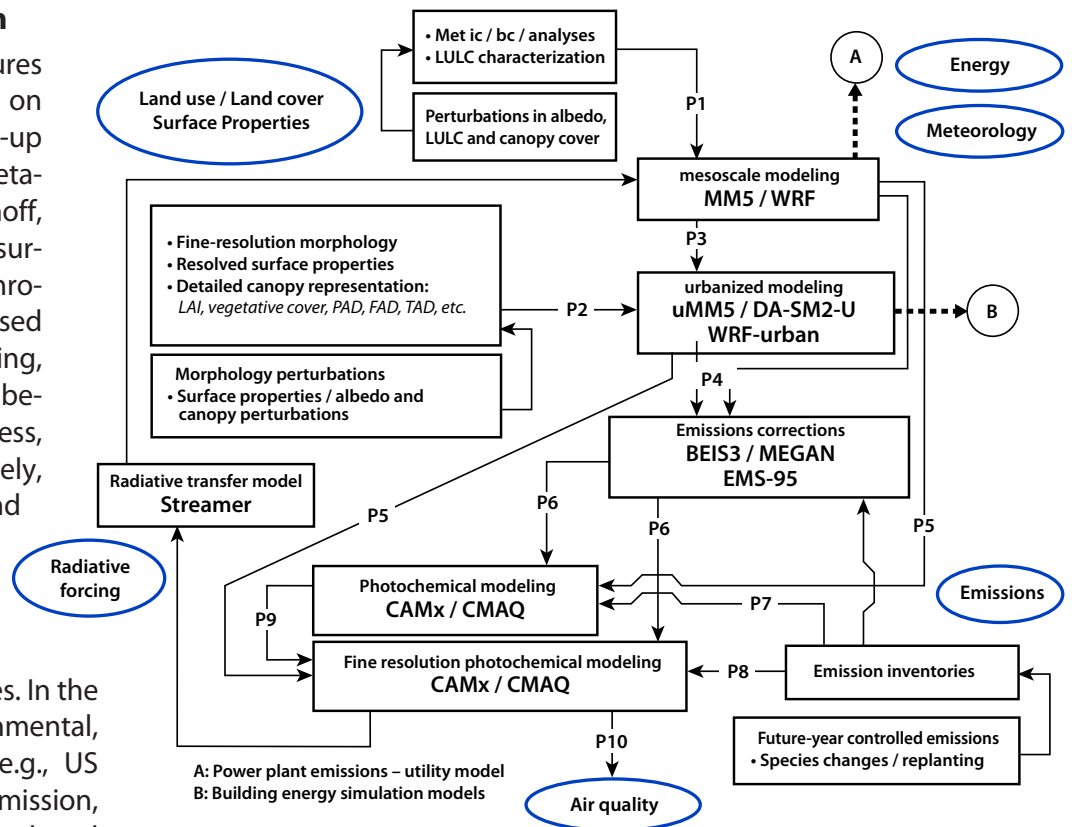 n
ures
on
-up
eta-
noff,
sur-
hro-
sed
ing,
be-
ess,
ely,
nd
es. In the
nmental,
e.g., US
mission,
• Met ic / bc / analyses
• LULC characterization
Perturbations in albedo,
LULC and canopy cover
Land use / Land cover
Surface Properties
P1
A
Energy
Meteorology
mesoscale modeling
MM5 / WRF
• Fine-resolution morphology
• Resolved surface properties
• Detailed canopy representation:
LAI, vegetative cover, PAD, FAD, TAD, etc.
P3
P2
urbanized modeling
uMM5 / DA-SM2-U
WRF-urban
B
Morphology perturbations
• Surface properties / albedo and
canopy perturbations
P4
Emissions corrections
BEIS3 / MEGAN
EMS-95
Radiative transfer model
Streamer
P5
P6
P6
P5
Radiative
forcing
Photochemical modeling
CAMx / CMAQ
P7
Emissions
P9
Fine resolution photochemical modeling
CAMx / CMAQ
P8
Emission inventories
P10
Future-year controlled emissions
• Species changes / replanting
A: Power plant emissions – utility model
B: Building energy simulation models
Air quality